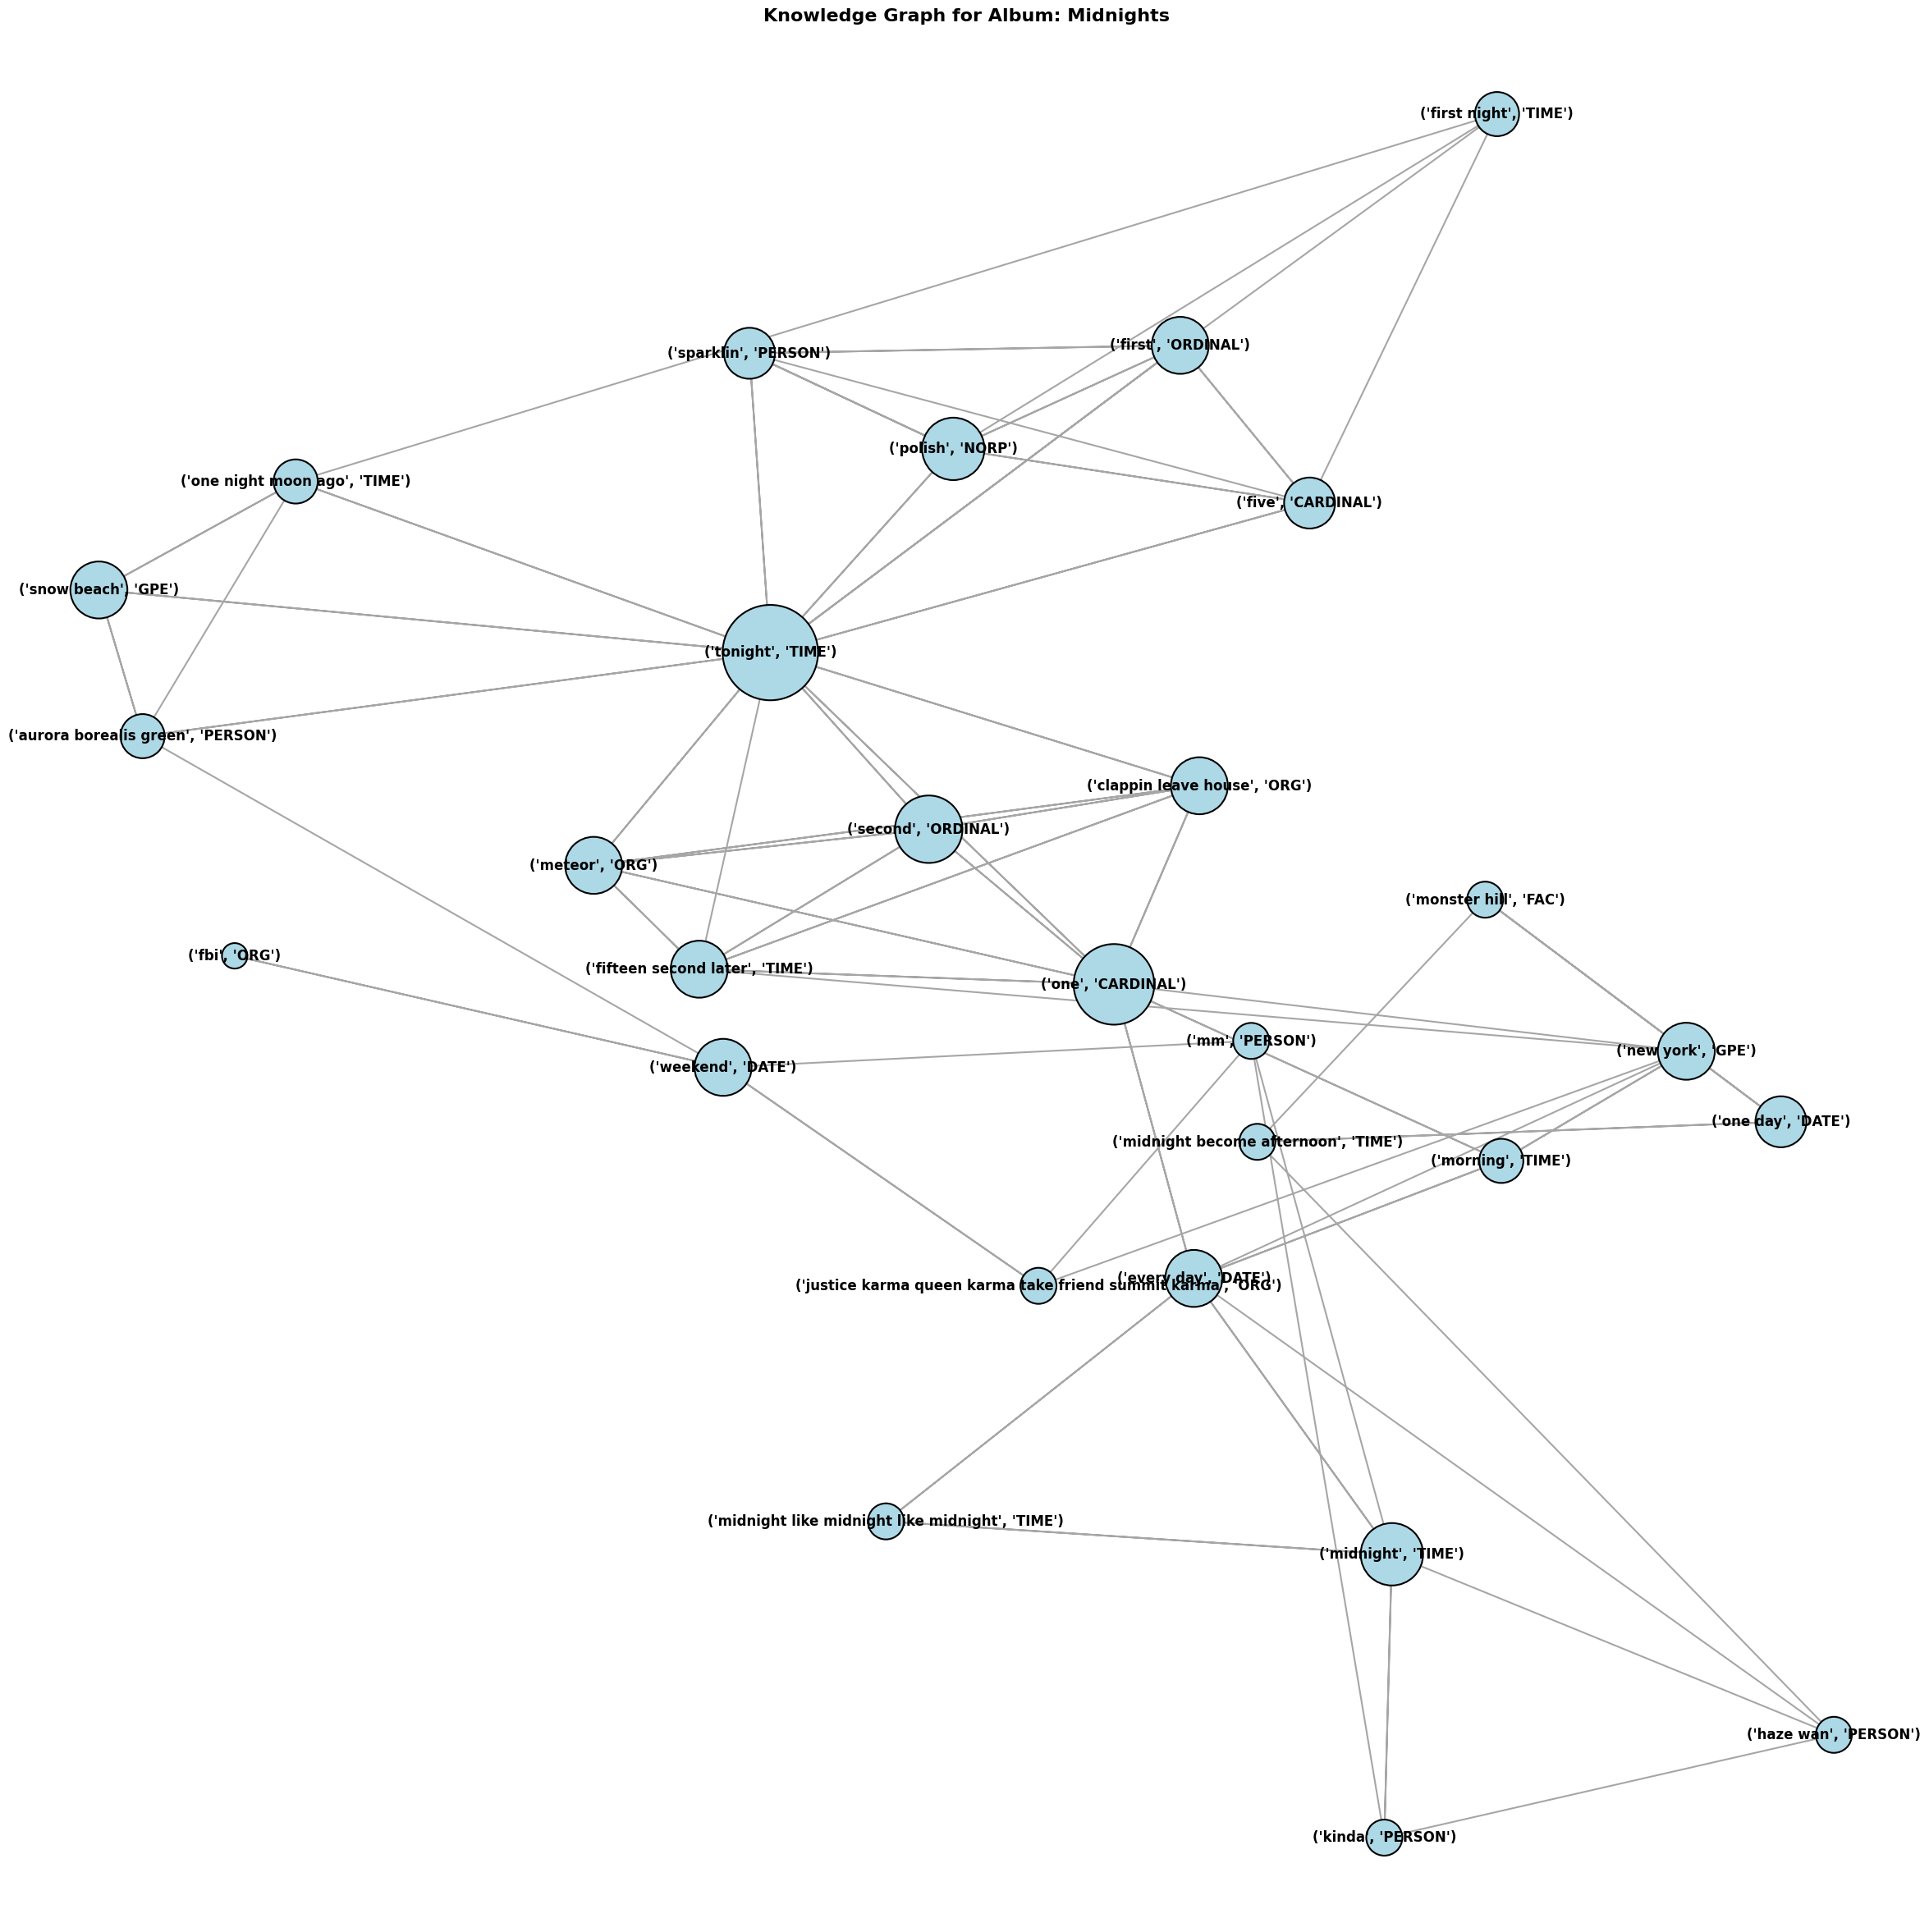 Knowledge Graph for Album: Midnights
('first night', 'TIME')
('first', 'ORDINAL')
('sparklin', 'PERSON')
('polish', 'NORP')
('one night moon ago', 'TIME')
('five', 'CARDINAL')
('snow beach', 'GPE')
('tonight', 'TIME')
('aurora borealis green', 'PERSON')
('clappin leave house', 'ORG')
('second', 'ORDINAL')
('meteor', 'ORG')
('monster hill', 'FAC')
('fbi', 'ORG')
('fifteen second later', 'TIME')
('one', 'CARDINAL')
('mm', 'PERSON')
('new york', 'GPE')
('weekend', 'DATE')
('one day', 'DATE')
('midnight become afternoon', 'TIME')
('morning', 'TIME')
('every day', 'DATE')
('justice karma queen karma take friend summit karma', 'ORG')
('midnight like midnight like midnight', 'TIME')
('midnight', 'TIME')
('haze wan', 'PERSON')
('kinda', 'PERSON')